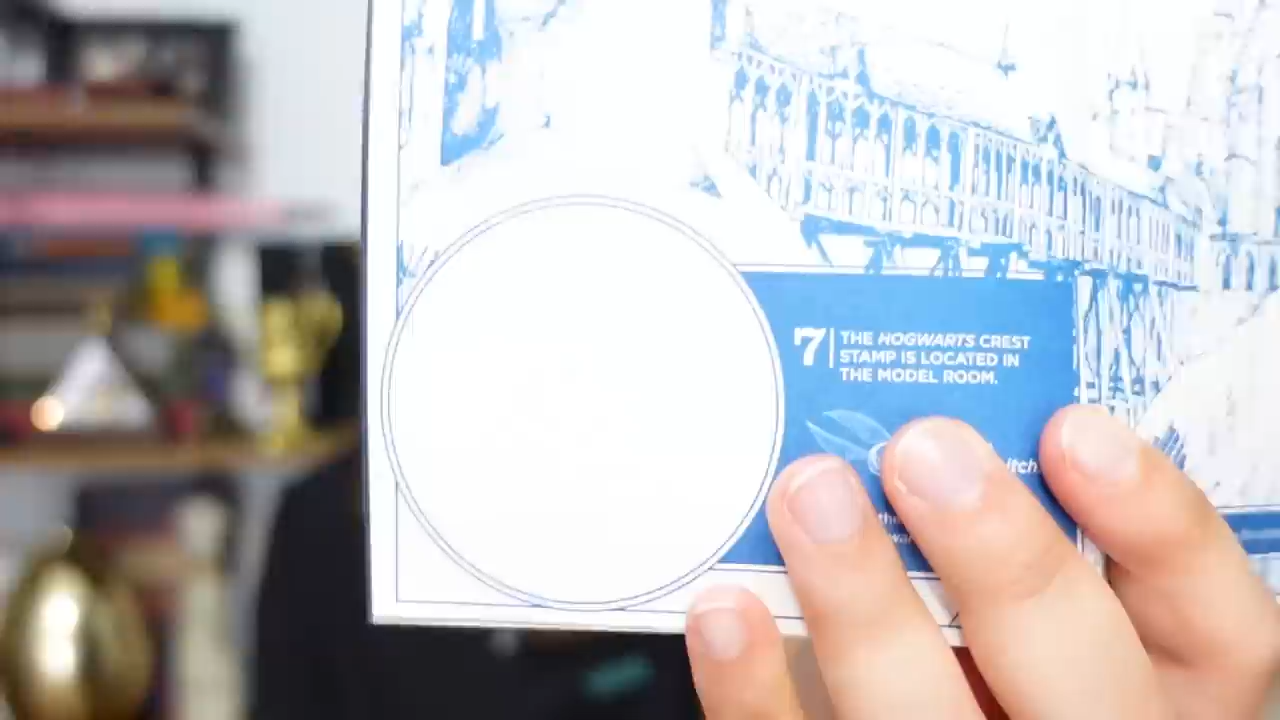 7 THE HOGWARTS CREST
STAMP IS LOCATED IN
THE MODEL ROOM.